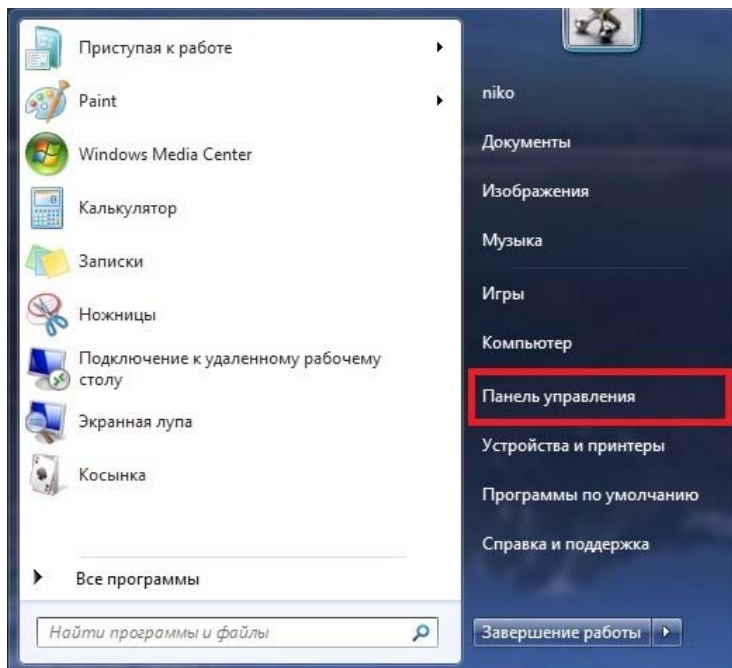 Приступая к работе
Paint
Windows Media Center
Калькулятор
Записки
Ножницы
Подключение к удаленному рабочему
столу
Экранная лупа
Косынка
Все программы
Найти программы и файлы
niko
Документы
Изображения
Музыка
Игры
Компьютер
Панель управления
Устройства и принтеры
Программы по умолчанию
Справка и поддержка
Завершение работы